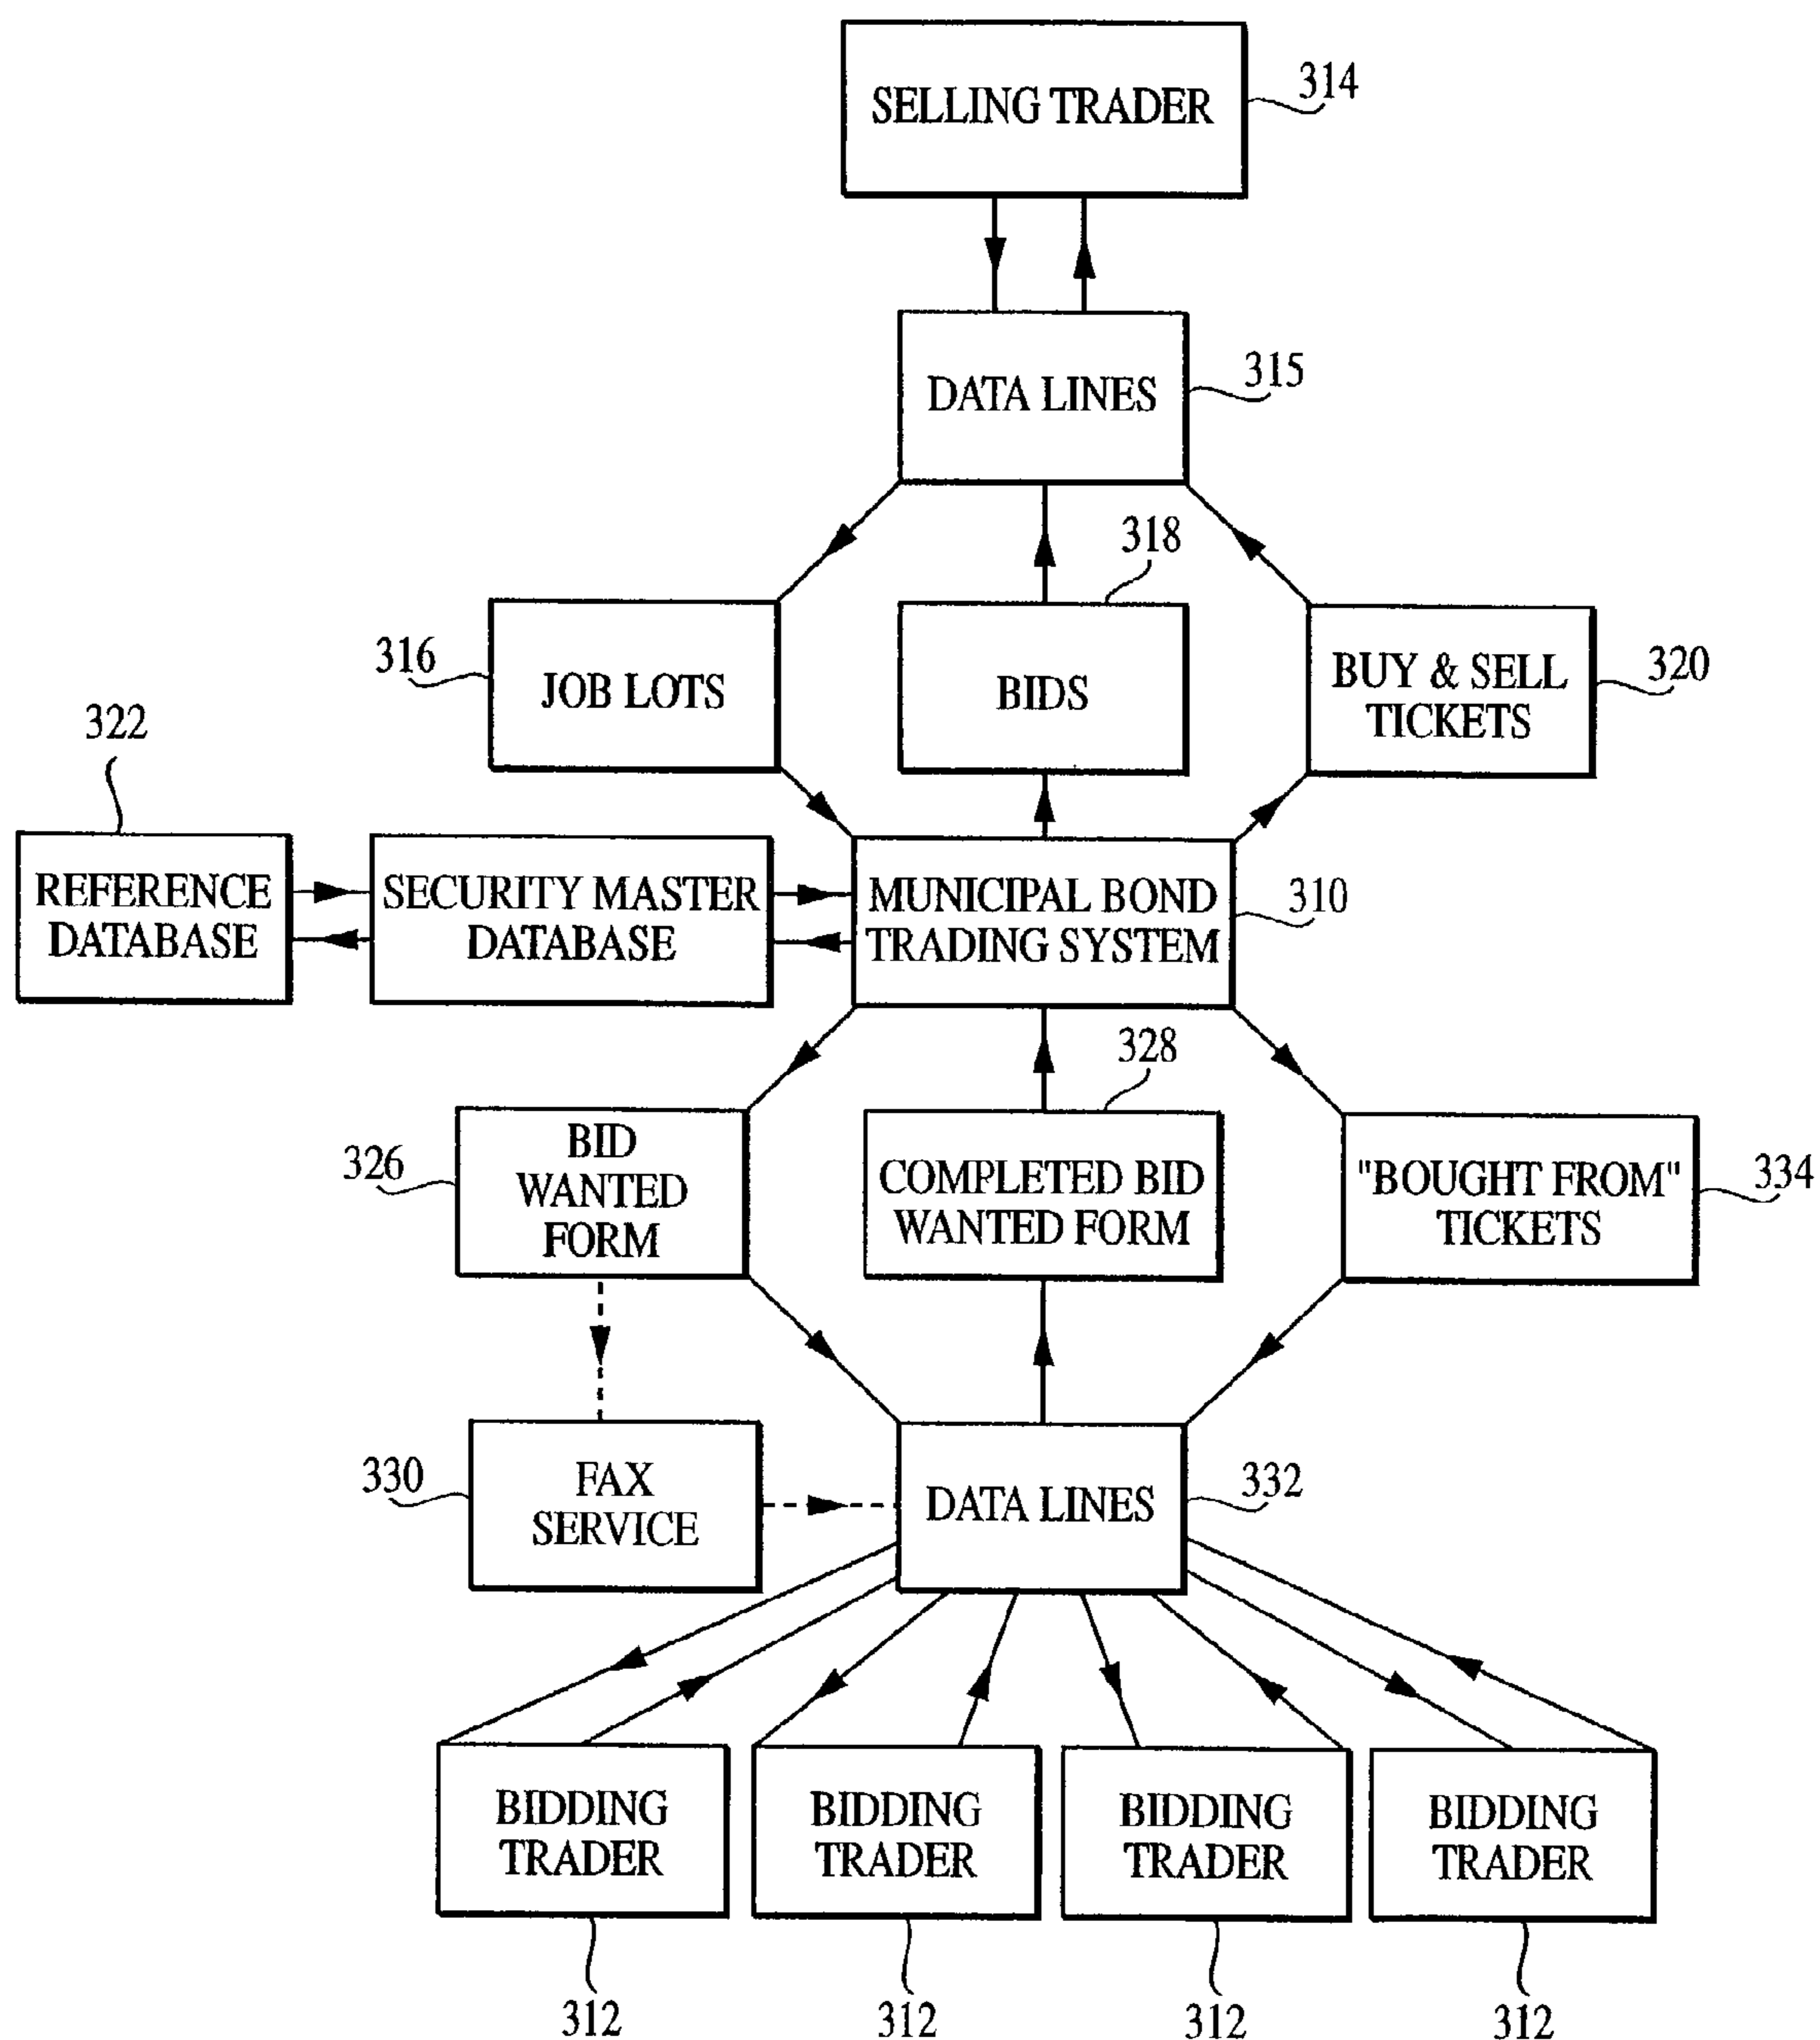 SELLING TRADER
314
DATA LINES
315
318
316
JOB LOTS
BIDS
BUY & SELL
TICKETS
320
322
REFERENCE
DATABASE
SECURITY MASTER
DATABASE
MUNICIPAL BOND
TRADING SYSTEM
310
328
326
BID
WANTED
FORM
COMPLETED BID
WANTED FORM
"BOUGHT FROM"
TICKETS
334
330
FAX
SERVICE
DATA LINES
332
BIDDING
TRADER
BIDDING
TRADER
BIDDING
TRADER
BIDDING
TRADER
312
312
312
312